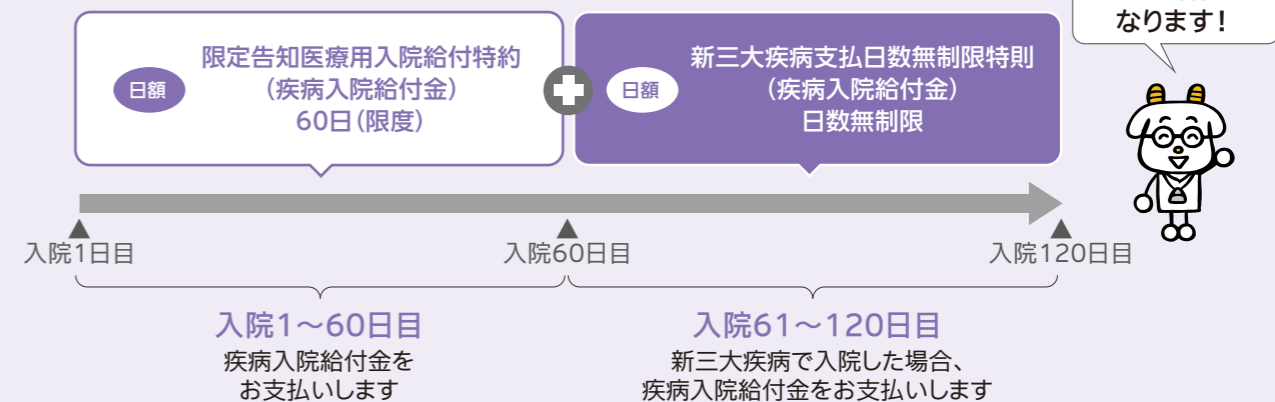 なります!
日額
限定告知医療用入院給付特約
(疾病入院給付金)
60日(限度)
日額
新三大疾病支払日数無制限特則
(疾病入院給付金)
日数無制限
入院1日目
入院60日目
入院120日目
入院1~60日目
疾病入院給付金を
お支払いします
入院61~120日目
新三大疾病で入院した場合、
疾病入院給付金をお支払いします